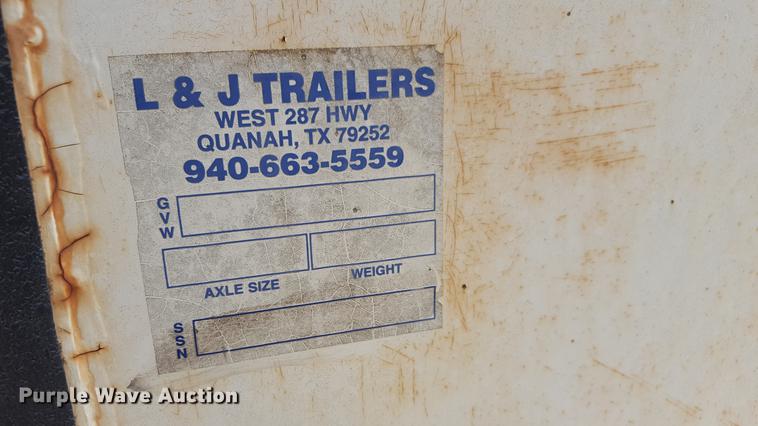 L & J TRAILERS
WEST 287 HWY
QUANAH, TX 79252
940-663-5559
GVW
AXLE SIZE
WEIGHT
SSN
Purple Wave Auction